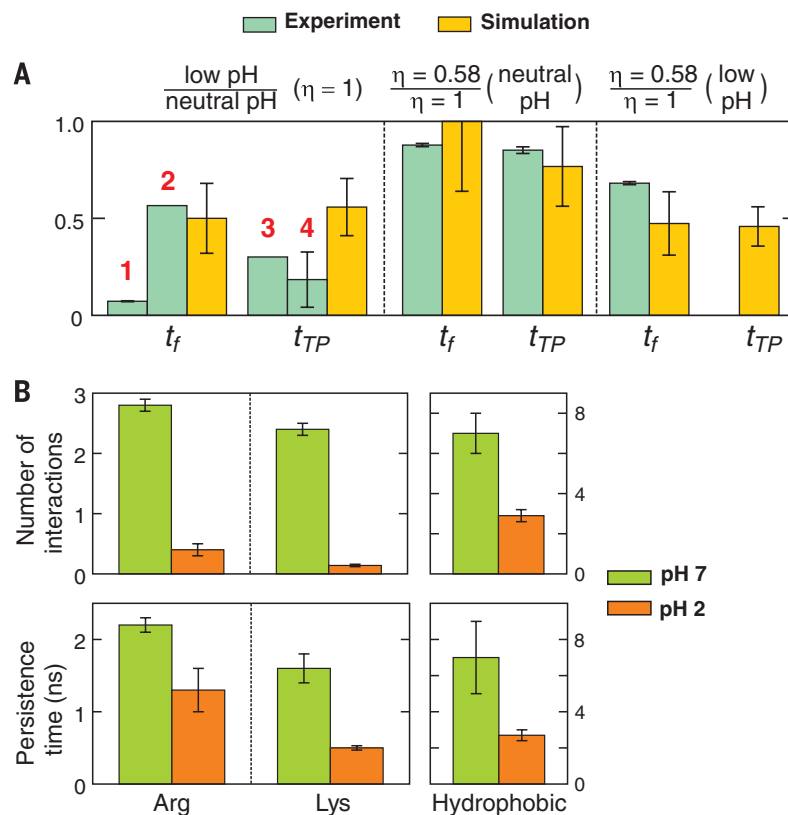 Experiment Simulation
A
low pH
neutral pH
(η = 1)
η = 0.58
η = 1
(neutral pH)
η = 0.58
η = 1
(low pH)
1.0
0.5
0
1
2
3
4
t_f
t_TP
t_f
t_TP
t_f
t_TP
B
Number of
interactions
3
2
1
0
8
4
0
pH 7
pH 2
Persistence
time (ns)
2
1
0
8
4
0
Arg
Lys
Hydrophobic